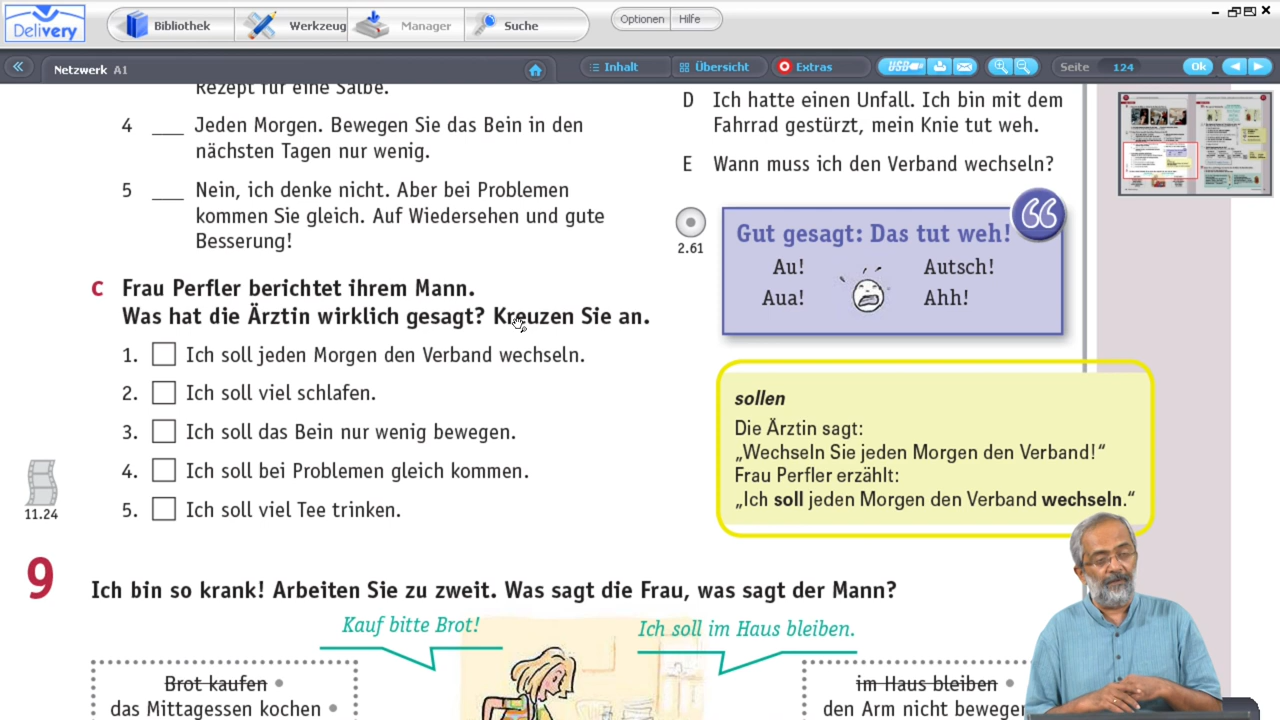 Delivery
Bibliothek
Werkzeug
Manager
Suche
Optionen
Hilfe
Netzwerk A1
Inhalt
Übersicht
Extras
USB
Seite
124
Ok
Rezept für eine Salbe.
4 ___ Jeden Morgen. Bewegen Sie das Bein in den
nächsten Tagen nur wenig.
5 ___ Nein, ich denke nicht. Aber bei Problemen
kommen Sie gleich. Auf Wiedersehen und gute
Besserung!
C Frau Perfler berichtet ihrem Mann.
Was hat die Ärztin wirklich gesagt? Kreuzen Sie an.
1. Ich soll jeden Morgen den Verband wechseln.
2. Ich soll viel schlafen.
3. Ich soll das Bein nur wenig bewegen.
4. Ich soll bei Problemen gleich kommen.
5. Ich soll viel Tee trinken.
11.24
D Ich hatte einen Unfall. Ich bin mit dem
Fahrrad gestürzt, mein Knie tut weh.
E Wann muss ich den Verband wechseln?
2.61
Gut gesagt: Das tut weh!
Au! Autsch!
Aua! Ahh!
sollen
Die Ärztin sagt:
„Wechseln Sie jeden Morgen den Verband!“
Frau Perfler erzählt:
„Ich soll jeden Morgen den Verband wechseln.“
9 Ich bin so krank! Arbeiten Sie zu zweit. Was sagt die Frau, was sagt der Mann?
Kauf bitte Brot!
Ich soll im Haus bleiben.
Brot kaufen •
das Mittagessen kochen •
im Haus bleiben •
den Arm nicht bewegen